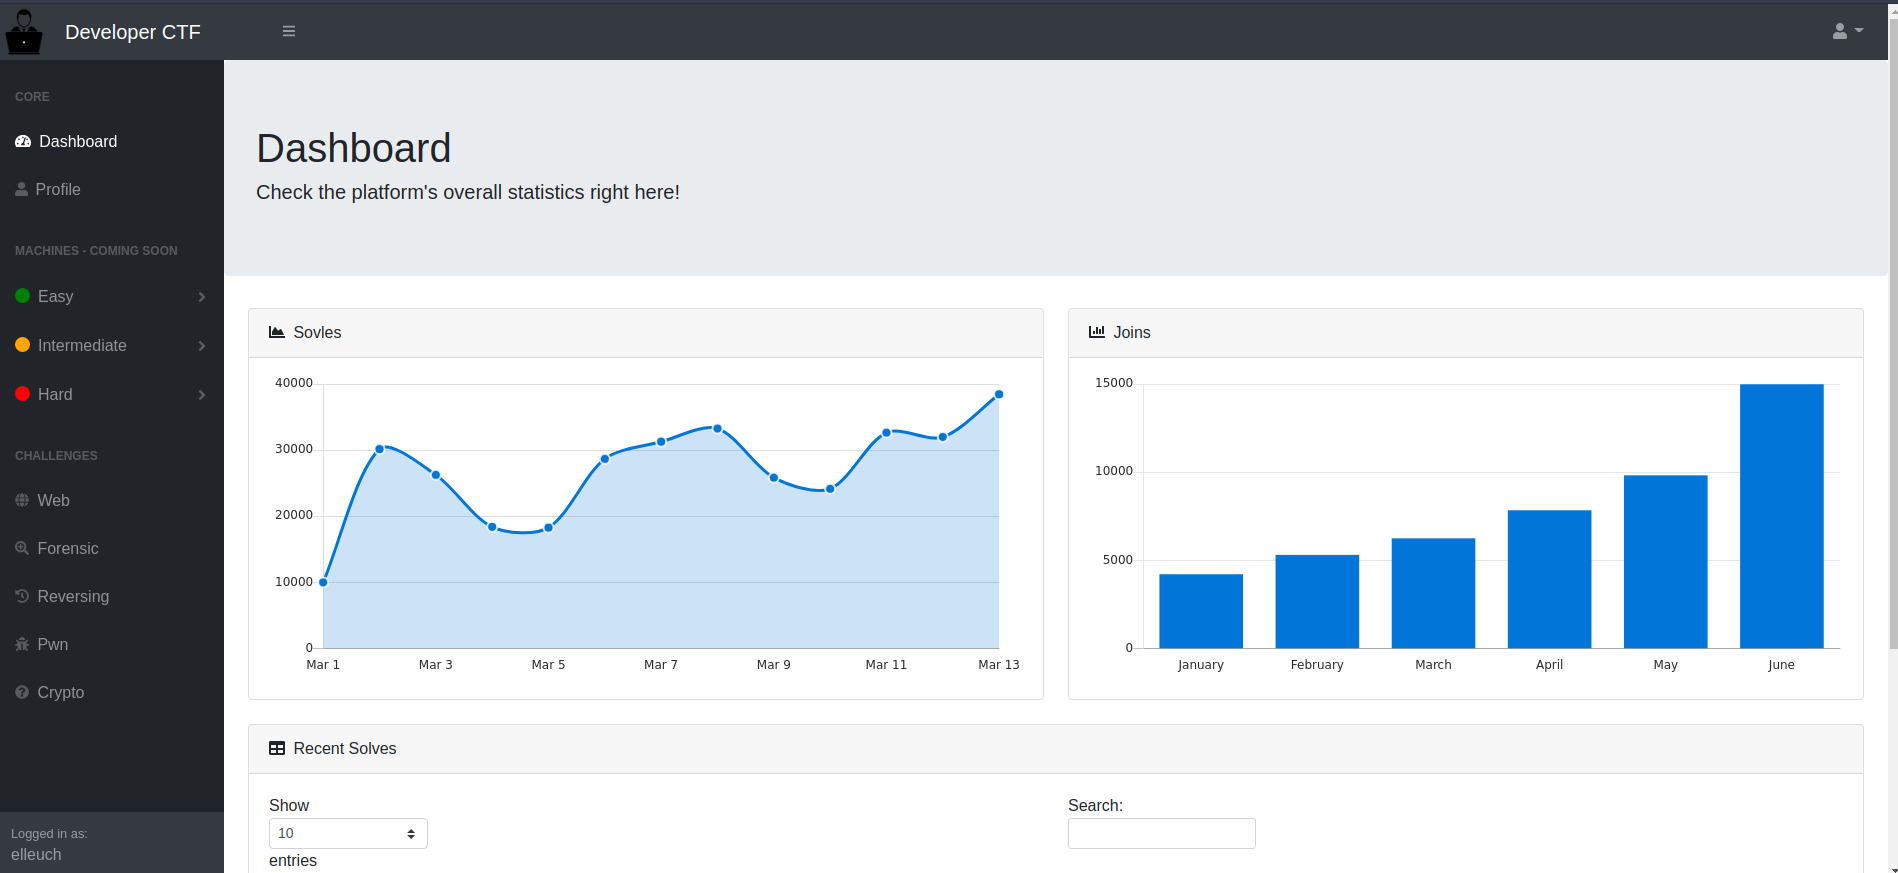 Developer CTF
CORE
Dashboard
Profile
MACHINES - COMING SOON
Easy
Intermediate
Hard
CHALLENGES
Web
Forensic
Reversing
Pwn
Crypto
Logged in as:
elleuch
Dashboard
Check the platform's overall statistics right here!
Sovles
40000
30000
20000
10000
0
Mar 1 Mar 3 Mar 5 Mar 7 Mar 9 Mar 11 Mar 13
Joins
15000
10000
5000
0
January February March April May June
Recent Solves
Show
10
entries
Search: